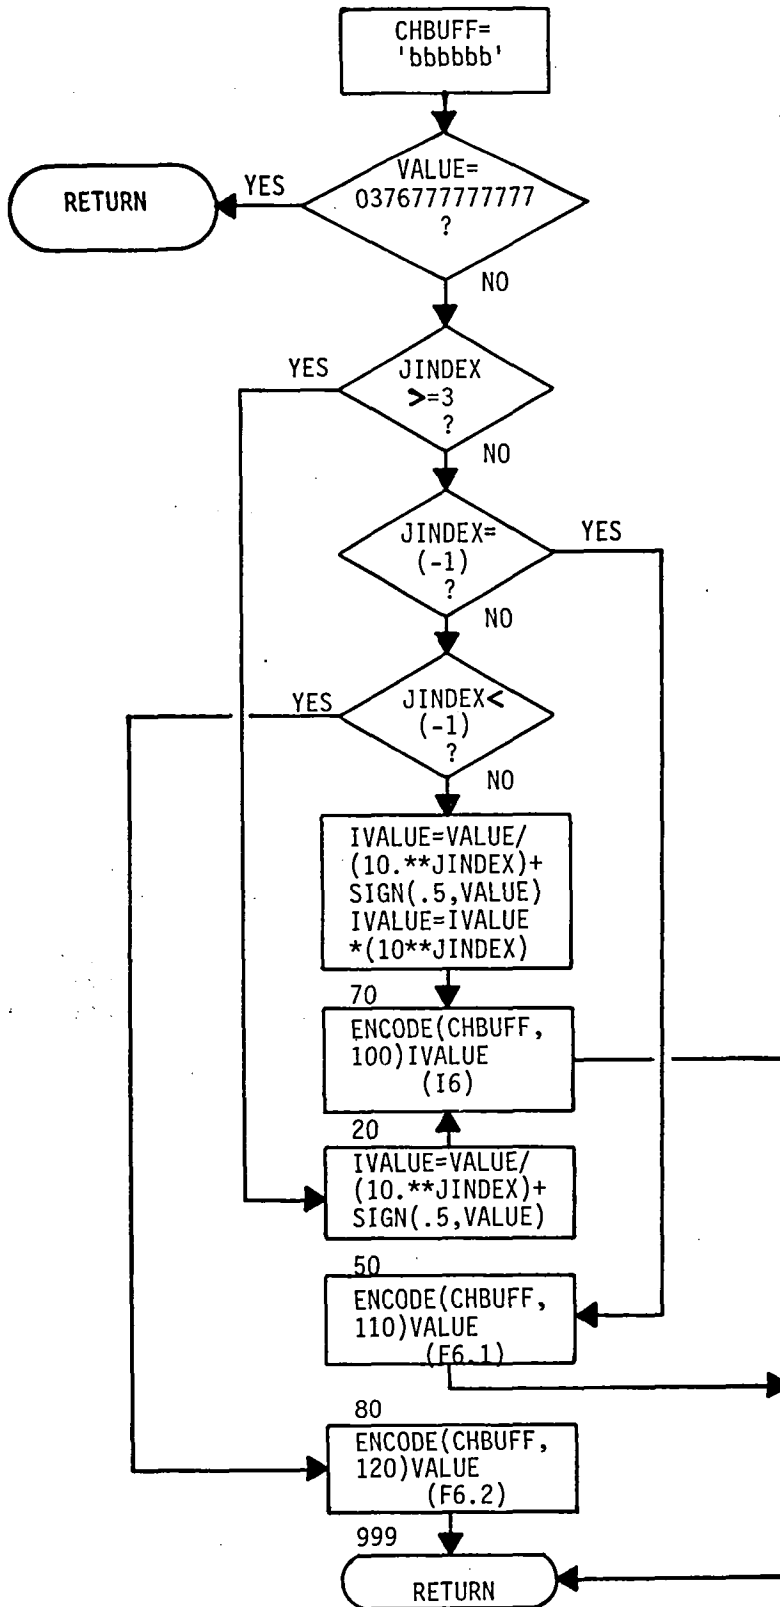 CHBUFF=
'bbbbbb'
VALUE=
0376777777777
?
YES
RETURN
NO
JINDEX
>=3
?
YES
NO
JINDEX=
(-1)
?
YES
NO
JINDEX<
(-1)
?
YES
NO
IVALUE=VALUE/
(10.**JINDEX)+
SIGN(.5,VALUE)
IVALUE=IVALUE
*(10**JINDEX)
70
ENCODE(CHBUFF,
100)IVALUE
(I6)
20
IVALUE=VALUE/
(10.**JINDEX)+
SIGN(.5,VALUE)
50
ENCODE(CHBUFF,
110)VALUE
(F6.1)
80
ENCODE(CHBUFF,
120)VALUE
(F6.2)
999
RETURN